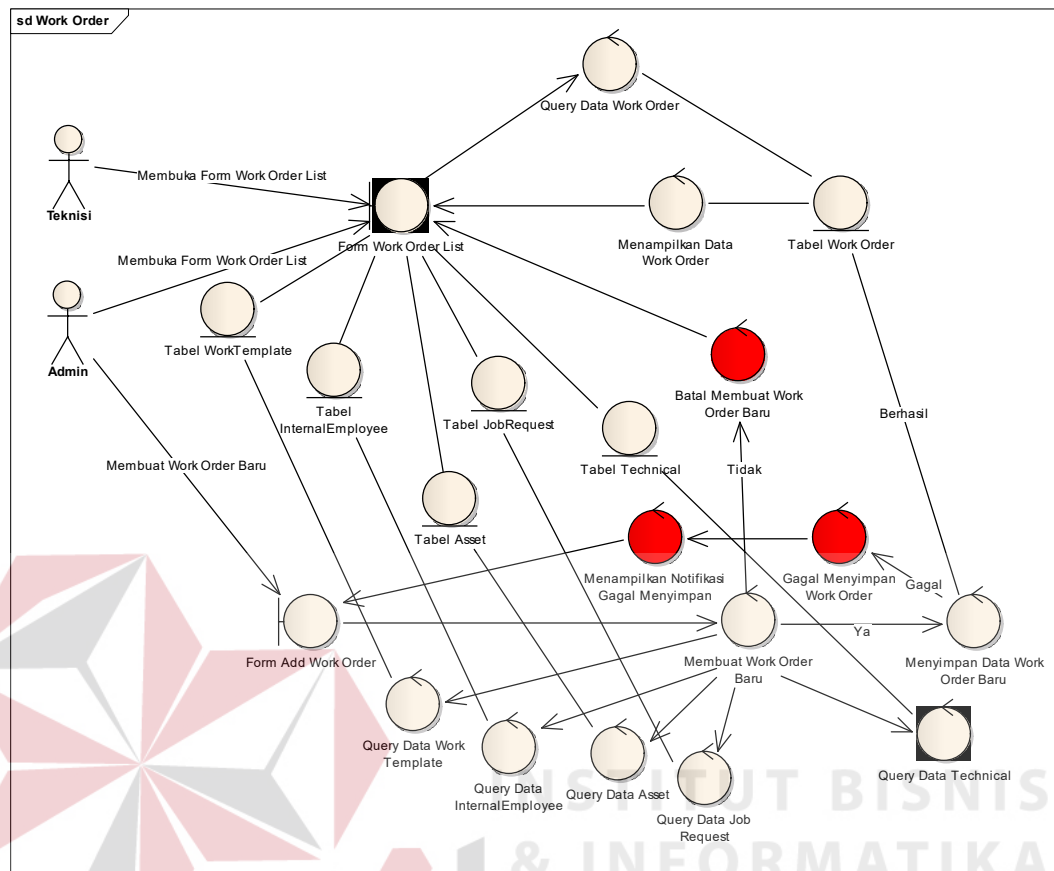 sd Work Order
Query Data Work Order
Teknisi
Membuka Form Work Order List
Form Work Order List
Menampilkan Data
Work Order
Tabel Work Order
Membuka Form Work Order List
Admin
Tabel WorkTemplate
Tabel
InternalEmployee
Tabel JobRequest
Batal Membuat Work
Order Baru
Berhasil
Tabel Technical
Tidak
Membuat Work Order Baru
Tabel Asset
Menampilkan Notifikasi
Gagal Menyimpan
Gagal Menyimpan
Work Order
Gagal
Form Add Work Order
Membuat Work Order
Baru
Ya
Menyimpan Data Work
Order Baru
Query Data Work
Template
Query Data
InternalEmployee
Query Data Asset
Query Data Job
Request
Query Data Technical
INSTITUT BISNIS
& INFORMATIKA